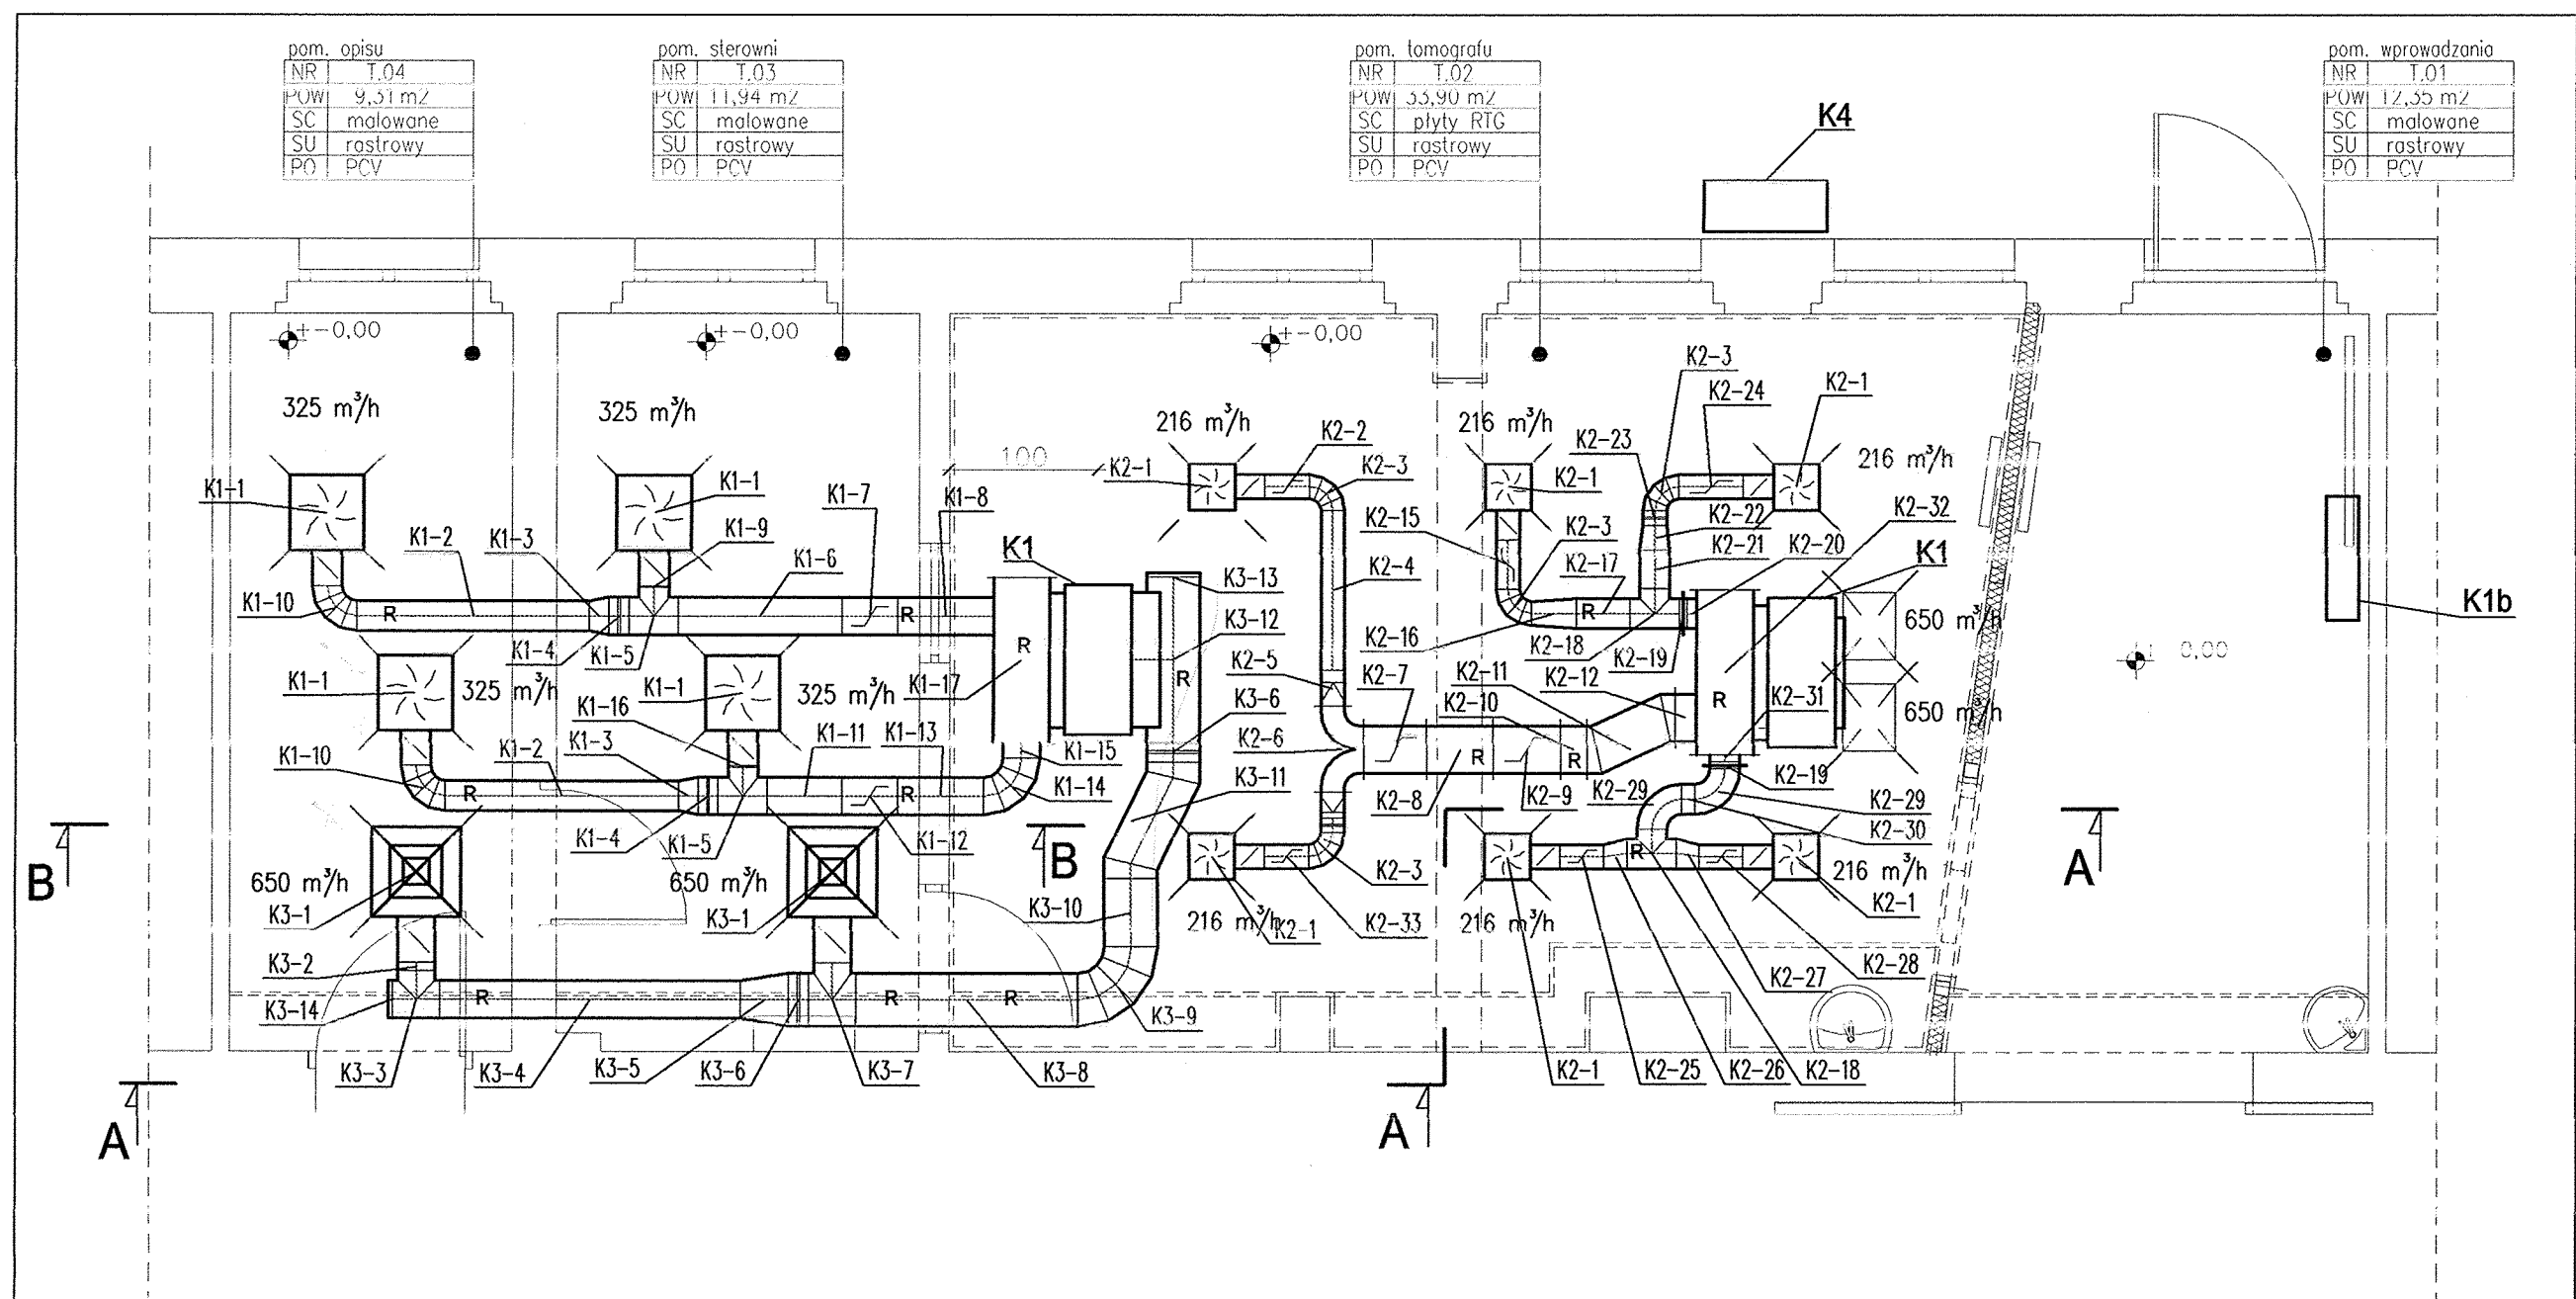 pom. opisu
NR T.04
POW 9,31 m2
SC malowane
SU rastrowy
PO PCV
pom. sterowni
NR T.03
POW 11,94 m2
SC malowane
SU rastrowy
PO PCV
pom. tomografu
NR T.02
POW 33,90 m2
SC płyty RTG
SU rastrowy
PO PCV
pom. wprowadzania
NR T.01
POW 12,35 m2
SC malowane
SU rastrowy
PO PCV
K4
+-0,00
+-0,00
+-0,00
K2-3
K2-24
K2-1
325 m³/h
325 m³/h
216 m³/h
216 m³/h
K2-2
K2-23
216 m³/h
100
K2-1
K2-3
K2-1
K2-32
K1-1
K1-1
K1-7
K1-8
K2-15
K2-3
K2-22
K1-2
K1-3
K1-9
K1
K2-21
K2-20
K1
K1-6
K2-4
K2-17
K3-13
K1-10
R
R
R
650 m³/h
K1b
K1-4
K1-5
R
K3-12
K2-16
K2-18
K2-19
0,00
K2-5
K2-11
K1-1
325 m³/h
K1-1
325 m³/h
K1-17
R
K2-7
K2-12
K3-6
K2-10
R
K2-31
650 m³/h
K1-16
K1-11
K1-13
K1-3
K1-2
K1-15
K2-6
K1-10
R
R
R
R
K1-14
K3-11
K2-8
K2-9
K2-29
K2-19
K2-29
K1-4
K1-5
K1-12
K2-30
B
B
K2-3
R
216 m³/h
A
650 m³/h
650 m³/h
K3-1
K3-1
K3-10
216 m³/h
K2-1
K2-33
216 m³/h
K2-1
K3-2
K2-27
K2-28
K3-14
R
R
R
K3-9
K3-3
K3-4
K3-5
K3-6
K3-7
K3-8
K2-1
K2-25
K2-26
K2-18
A
A